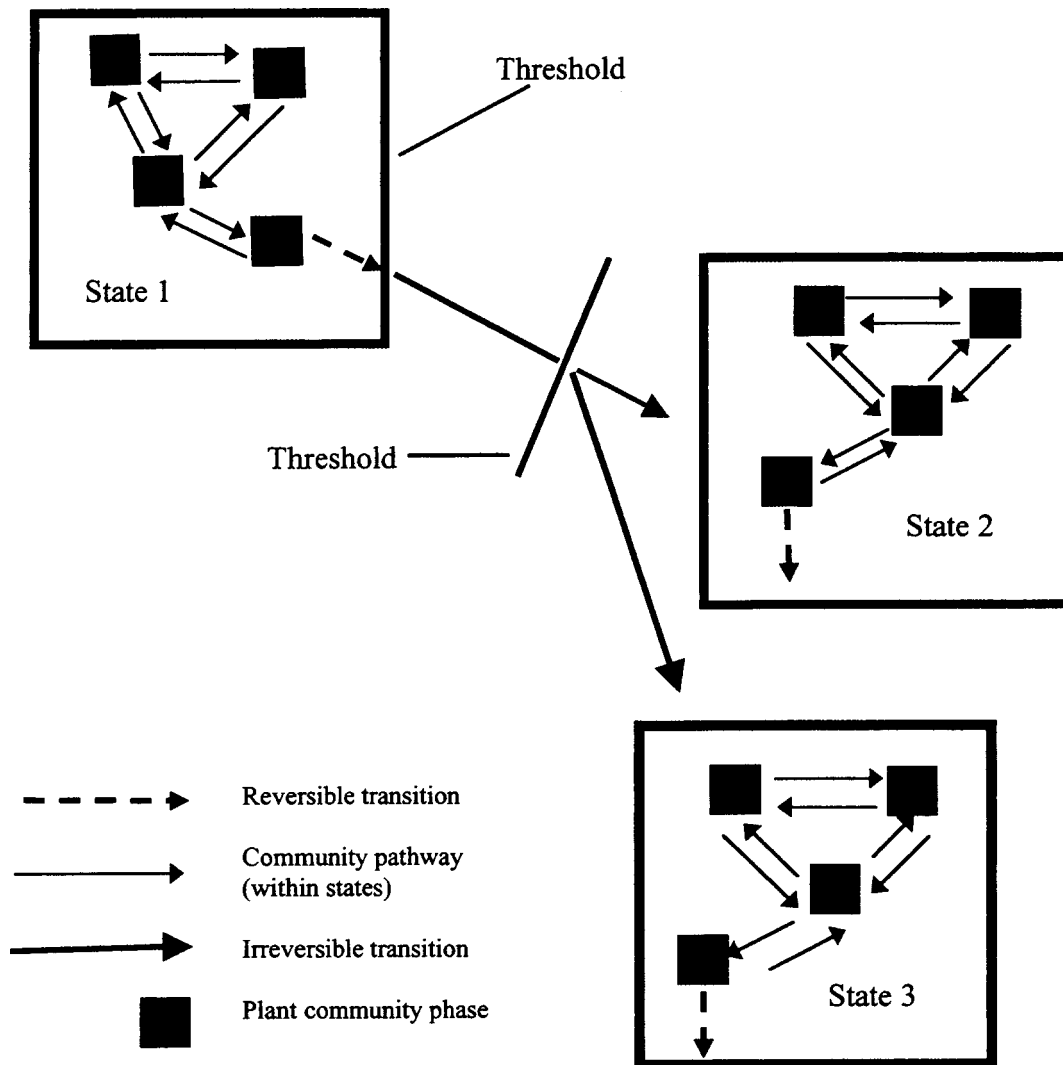 Threshold
State 1
Threshold
State 2
Reversible transition
Community pathway
(within states)
Irreversible transition
Plant community phase
State 3